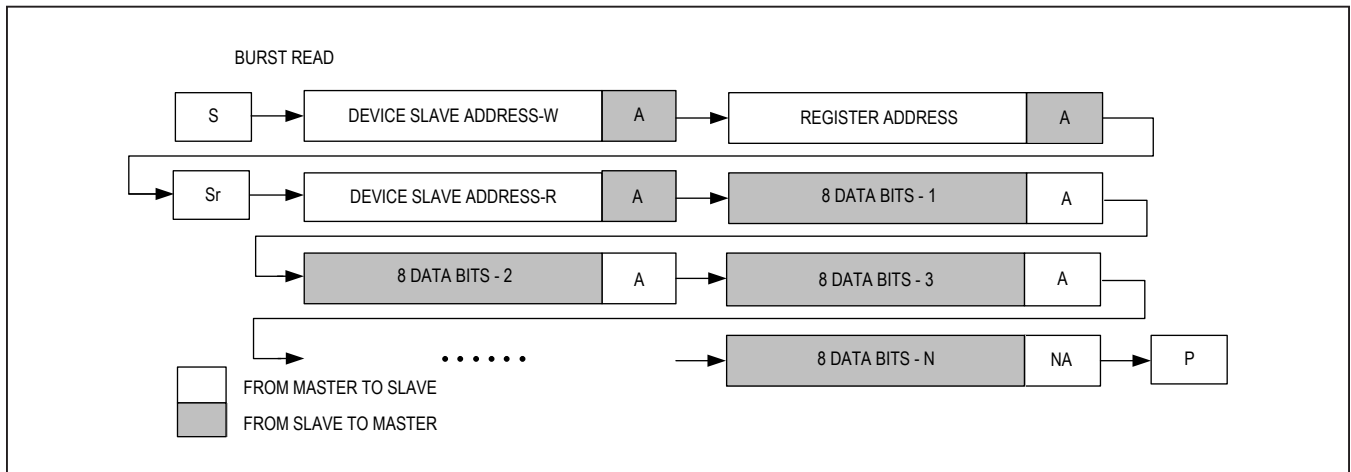 BURST READ
S DEVICE SLAVE ADDRESS-W A REGISTER ADDRESS A
Sr DEVICE SLAVE ADDRESS-R A 8 DATA BITS - 1 A
8 DATA BITS - 2 A 8 DATA BITS - 3 A
...... 8 DATA BITS - N NA P
FROM MASTER TO SLAVE
FROM SLAVE TO MASTER